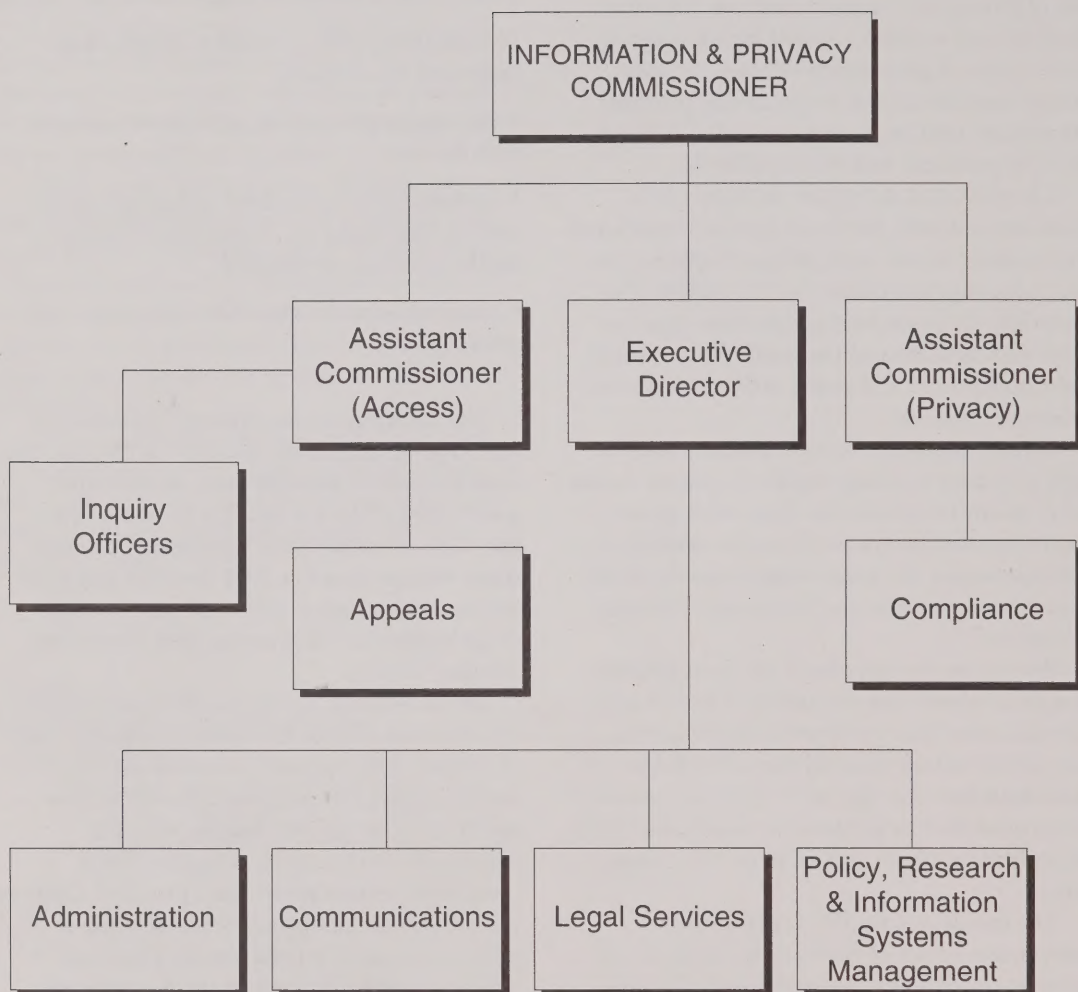 INFORMATION & PRIVACY
COMMISSIONER
Assistant
Commissioner
(Access)
Executive
Director
Assistant
Commissioner
(Privacy)
Inquiry
Officers
Appeals
Compliance
Administration
Communications
Legal Services
Policy, Research
& Information
Systems
Management